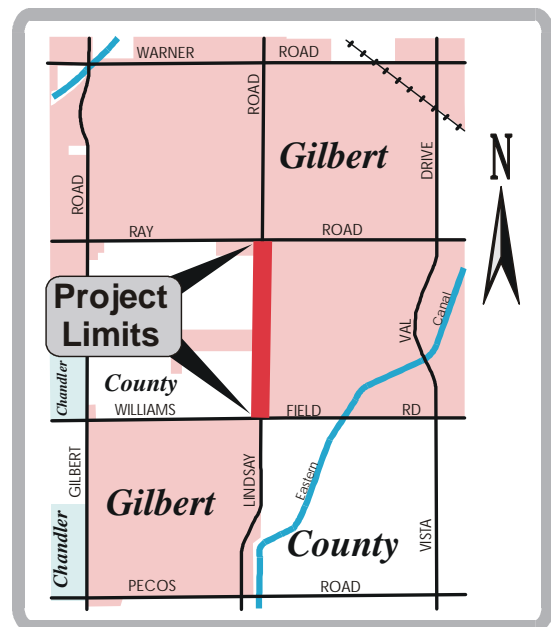 WARNER ROAD
ROAD
Gilbert
DRIVE
N
ROAD
RAY ROAD
Project
Limits
VAL
Canal
Chandler
County
WILLIAMS FIELD RD
GILBERT
LINDSAY
Eastern
Gilbert
County
VISTA
Chandler
PECOS ROAD